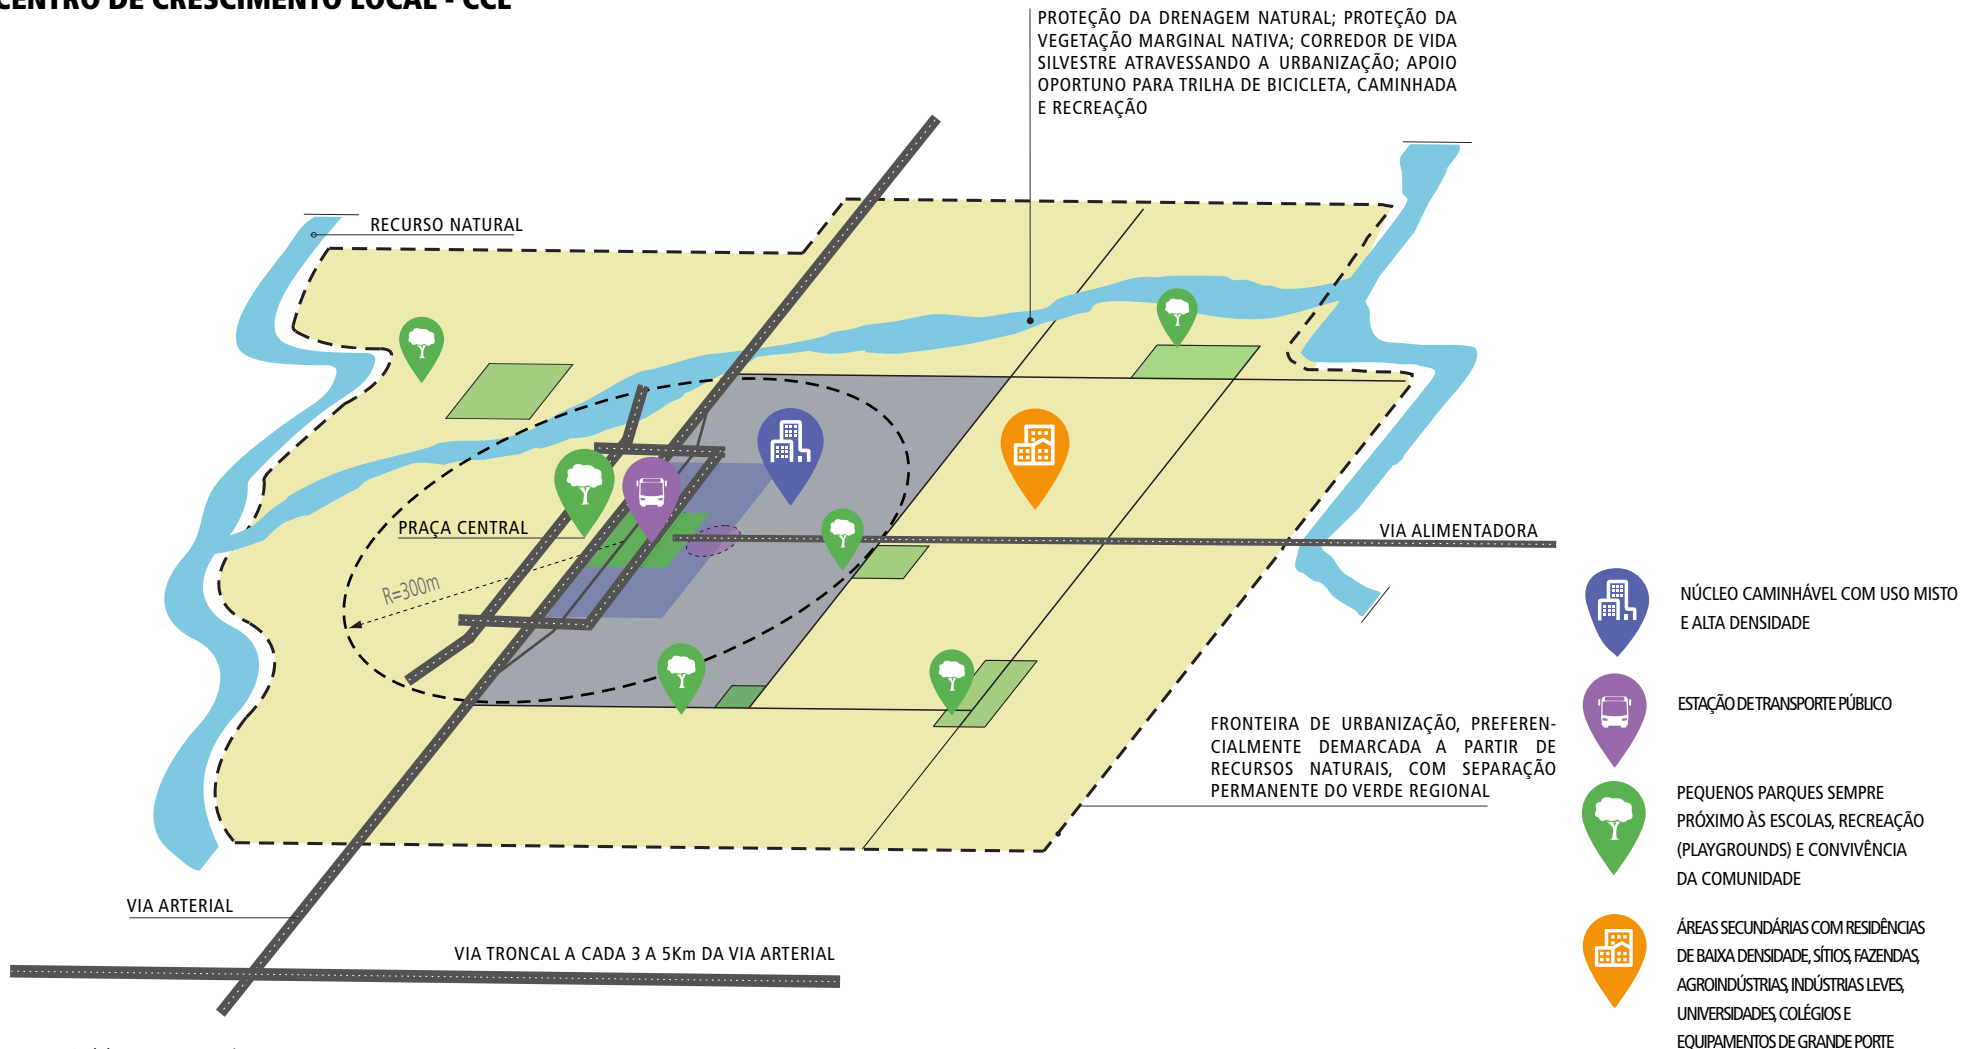 CENTRO DE CRESCIMENTO LOCAL - CCL
PROTEÇÃO DA DRENAGEM NATURAL; PROTEÇÃO DA
VEGETAÇÃO MARGINAL NATIVA; CORREDOR DE VIDA
SILVESTRE ATRAVESSANDO A URBANIZAÇÃO; APOIO
OPORTUNO PARA TRILHA DE BICICLETA, CAMINHADA
E RECREAÇÃO
RECURSO NATURAL
PRAÇA CENTRAL
R=300m
VIA ALIMENTADORA
FRONTEIRA DE URBANIZAÇÃO, PREFEREN-
CIALMENTE DEMARCADA A PARTIR DE
RECURSOS NATURAIS, COM SEPARAÇÃO
PERMANENTE DO VERDE REGIONAL
VIA ARTERIAL
VIA TRONCAL A CADA 3 A 5Km DA VIA ARTERIAL
NÚCLEO CAMINHÁVEL COM USO MISTO
E ALTA DENSIDADE
ESTAÇÃO DE TRANSPORTE PÚBLICO
PEQUENOS PARQUES SEMPRE
PRÓXIMO ÀS ESCOLAS, RECREAÇÃO
(PLAYGROUNDS) E CONVIVÊNCIA
DA COMUNIDADE
ÁREAS SECUNDÁRIAS COM RESIDÊNCIAS
DE BAIXA DENSIDADE, SÍTIOS, FAZENDAS,
AGROINDÚSTRIAS, INDÚSTRIAS LEVES,
UNIVERSIDADES, COLÉGIOS E
EQUIPAMENTOS DE GRANDE PORTE